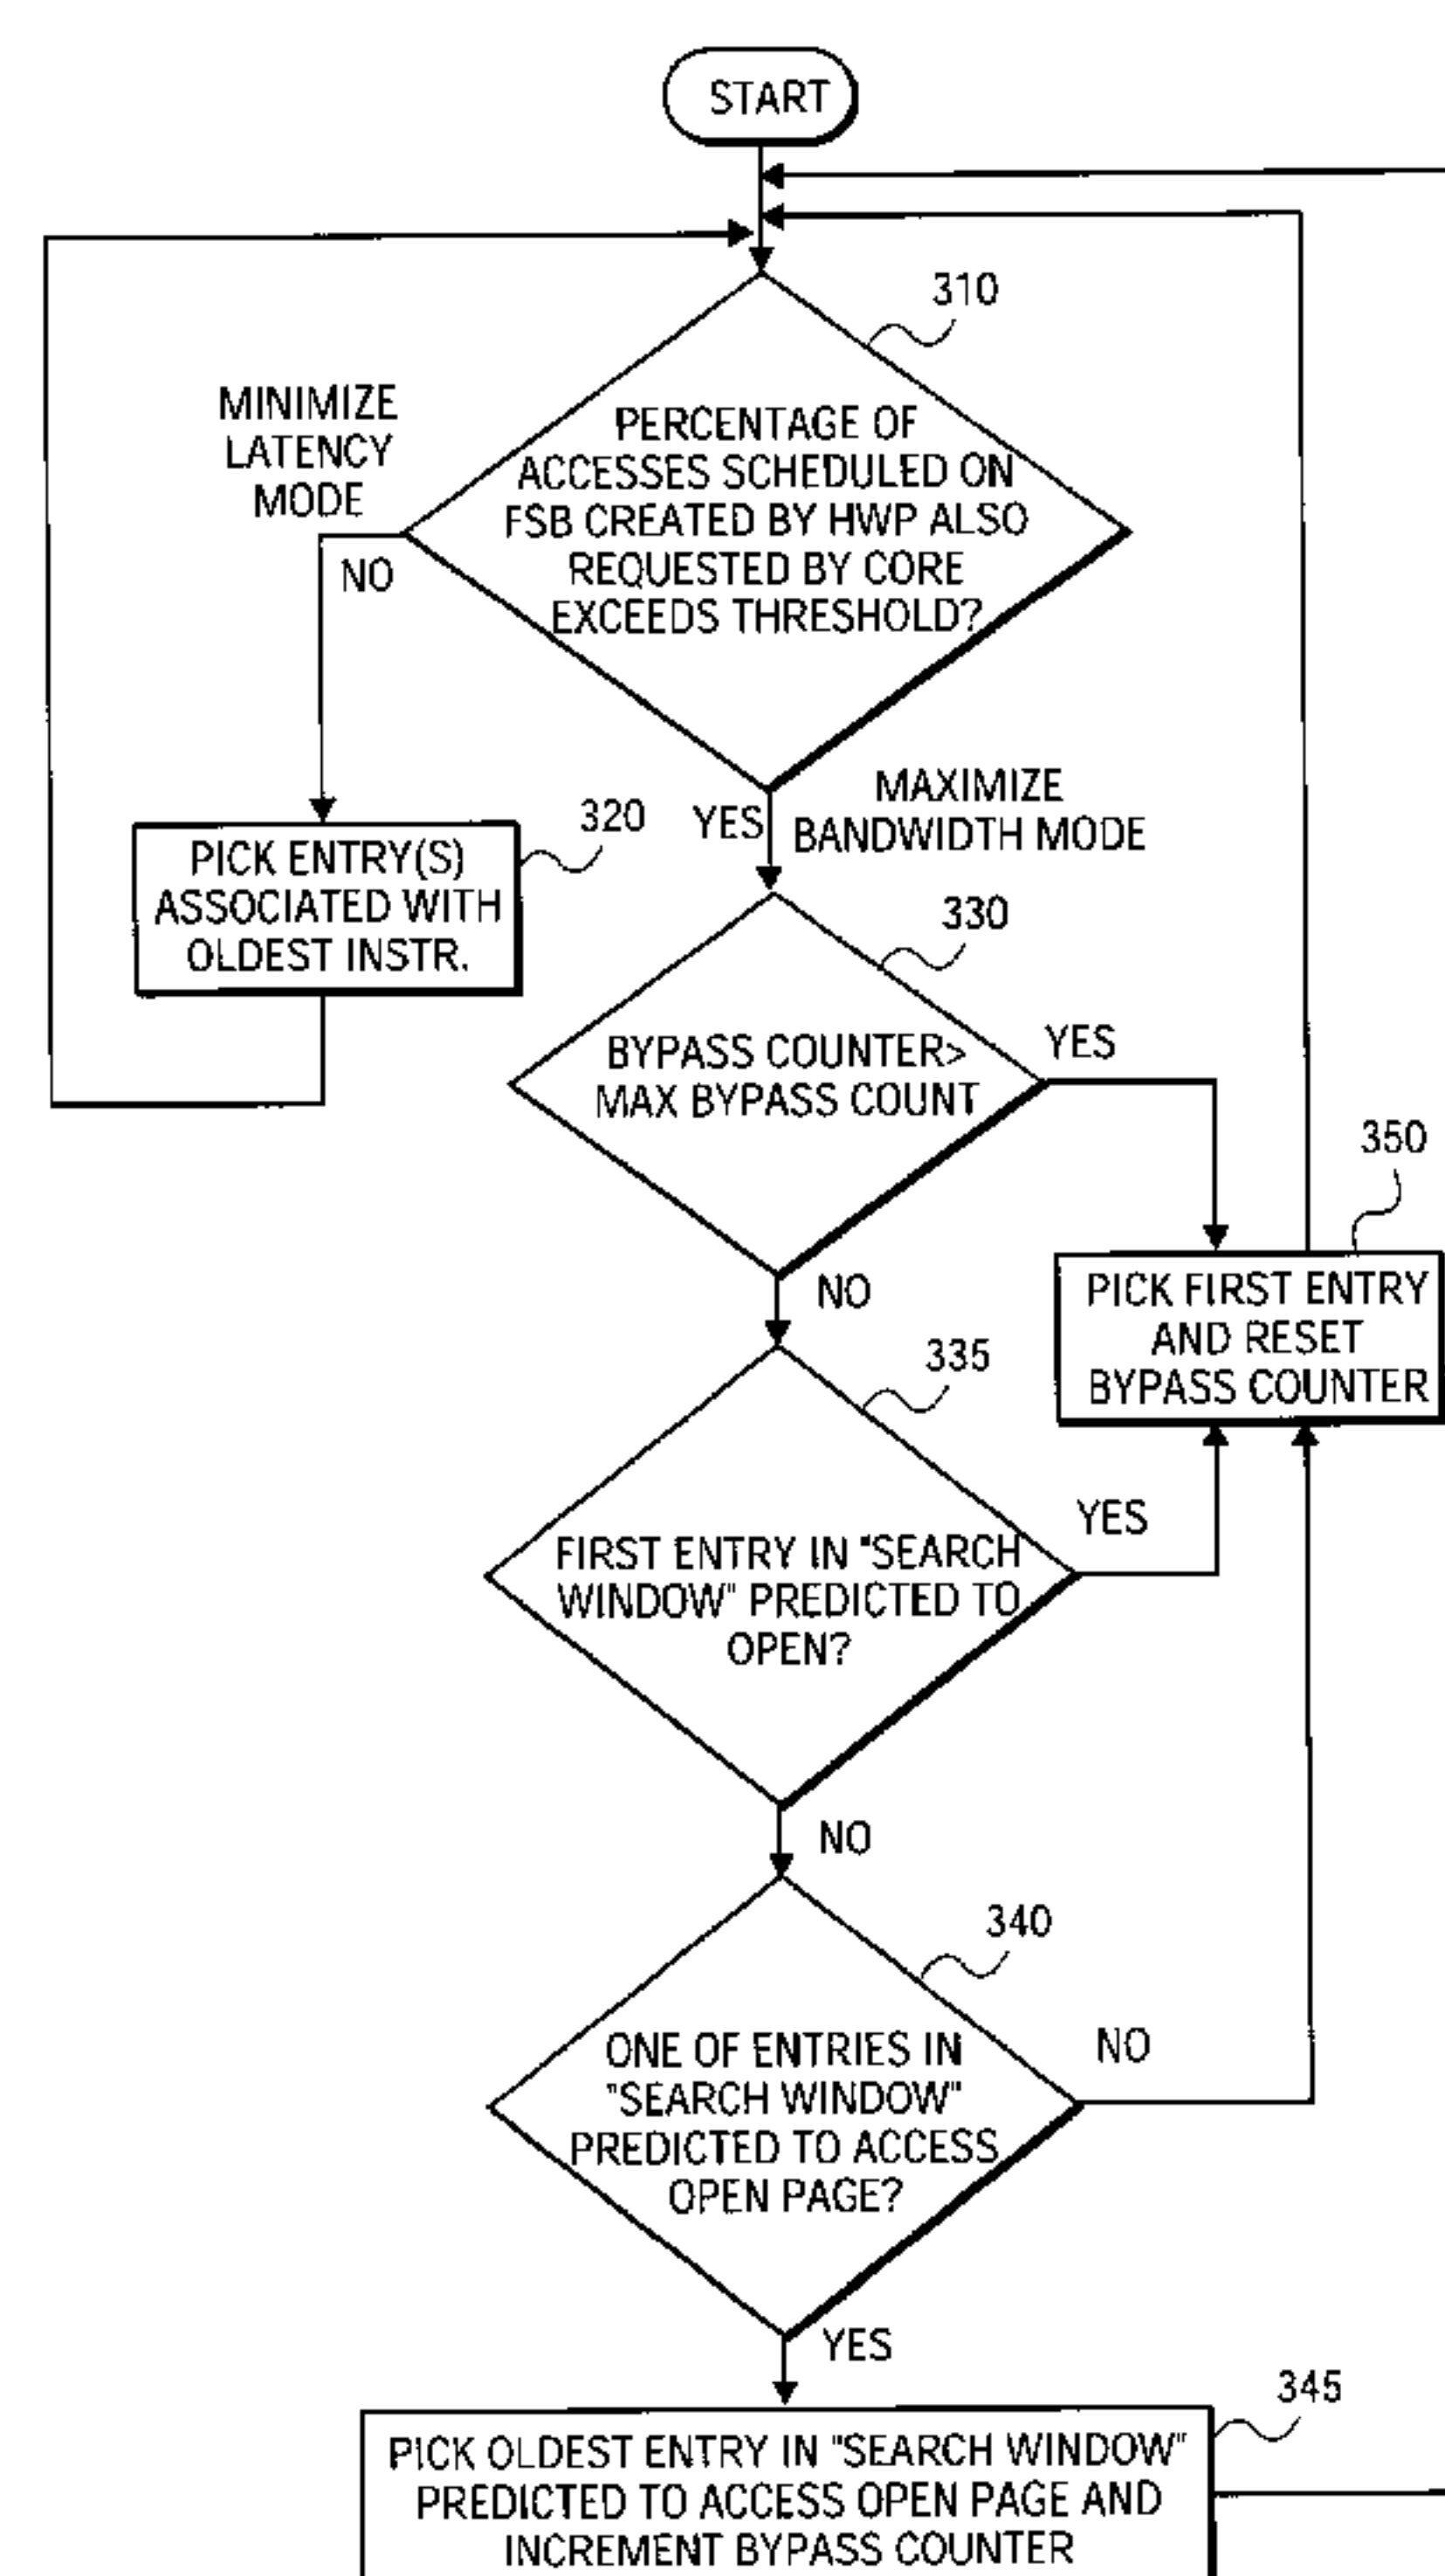 START
310
PERCENTAGE OF
ACCESSES SCHEDULED ON
FSB CREATED BY HWP ALSO
REQUESTED BY CORE
EXCEEDS THRESHOLD?
MINIMIZE
LATENCY
MODE
NO
YES
MAXIMIZE
BANDWIDTH MODE
320
PICK ENTRY(S)
ASSOCIATED WITH
OLDEST INSTR.
330
BYPASS COUNTER>
MAX BYPASS COUNT
YES
NO
350
PICK FIRST ENTRY
AND RESET
BYPASS COUNTER
335
FIRST ENTRY IN "SEARCH
WINDOW" PREDICTED TO
OPEN?
YES
NO
340
ONE OF ENTRIES IN
"SEARCH WINDOW"
PREDICTED TO ACCESS
OPEN PAGE?
NO
YES
345
PICK OLDEST ENTRY IN "SEARCH WINDOW"
PREDICTED TO ACCESS OPEN PAGE AND
INCREMENT BYPASS COUNTER